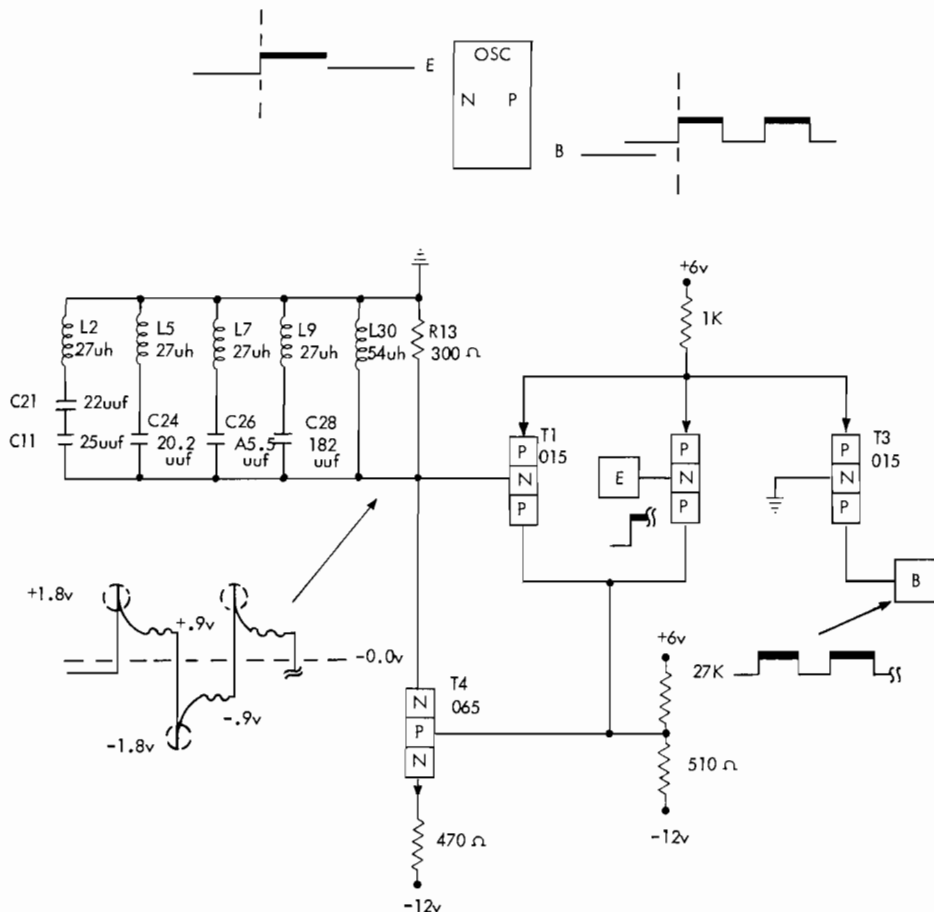 E
OSC
N P
B
+6v
1K
L2
27uh
L5
27uh
L7
27uh
L9
27uh
L30
54uh
R13
300 Ω
C21
22uuf
C11
25uuf
C24
20.2
uuf
C26
A5.5
uuf
C28
182
uuf
T1
015
P
N
P
E
P
N
P
T3
015
P
N
P
B
+1.8v
+.9v
-0.0v
-.9v
-1.8v
T4
065
N
P
N
+6v
27K
510 Ω
-12v
470 Ω
-12v